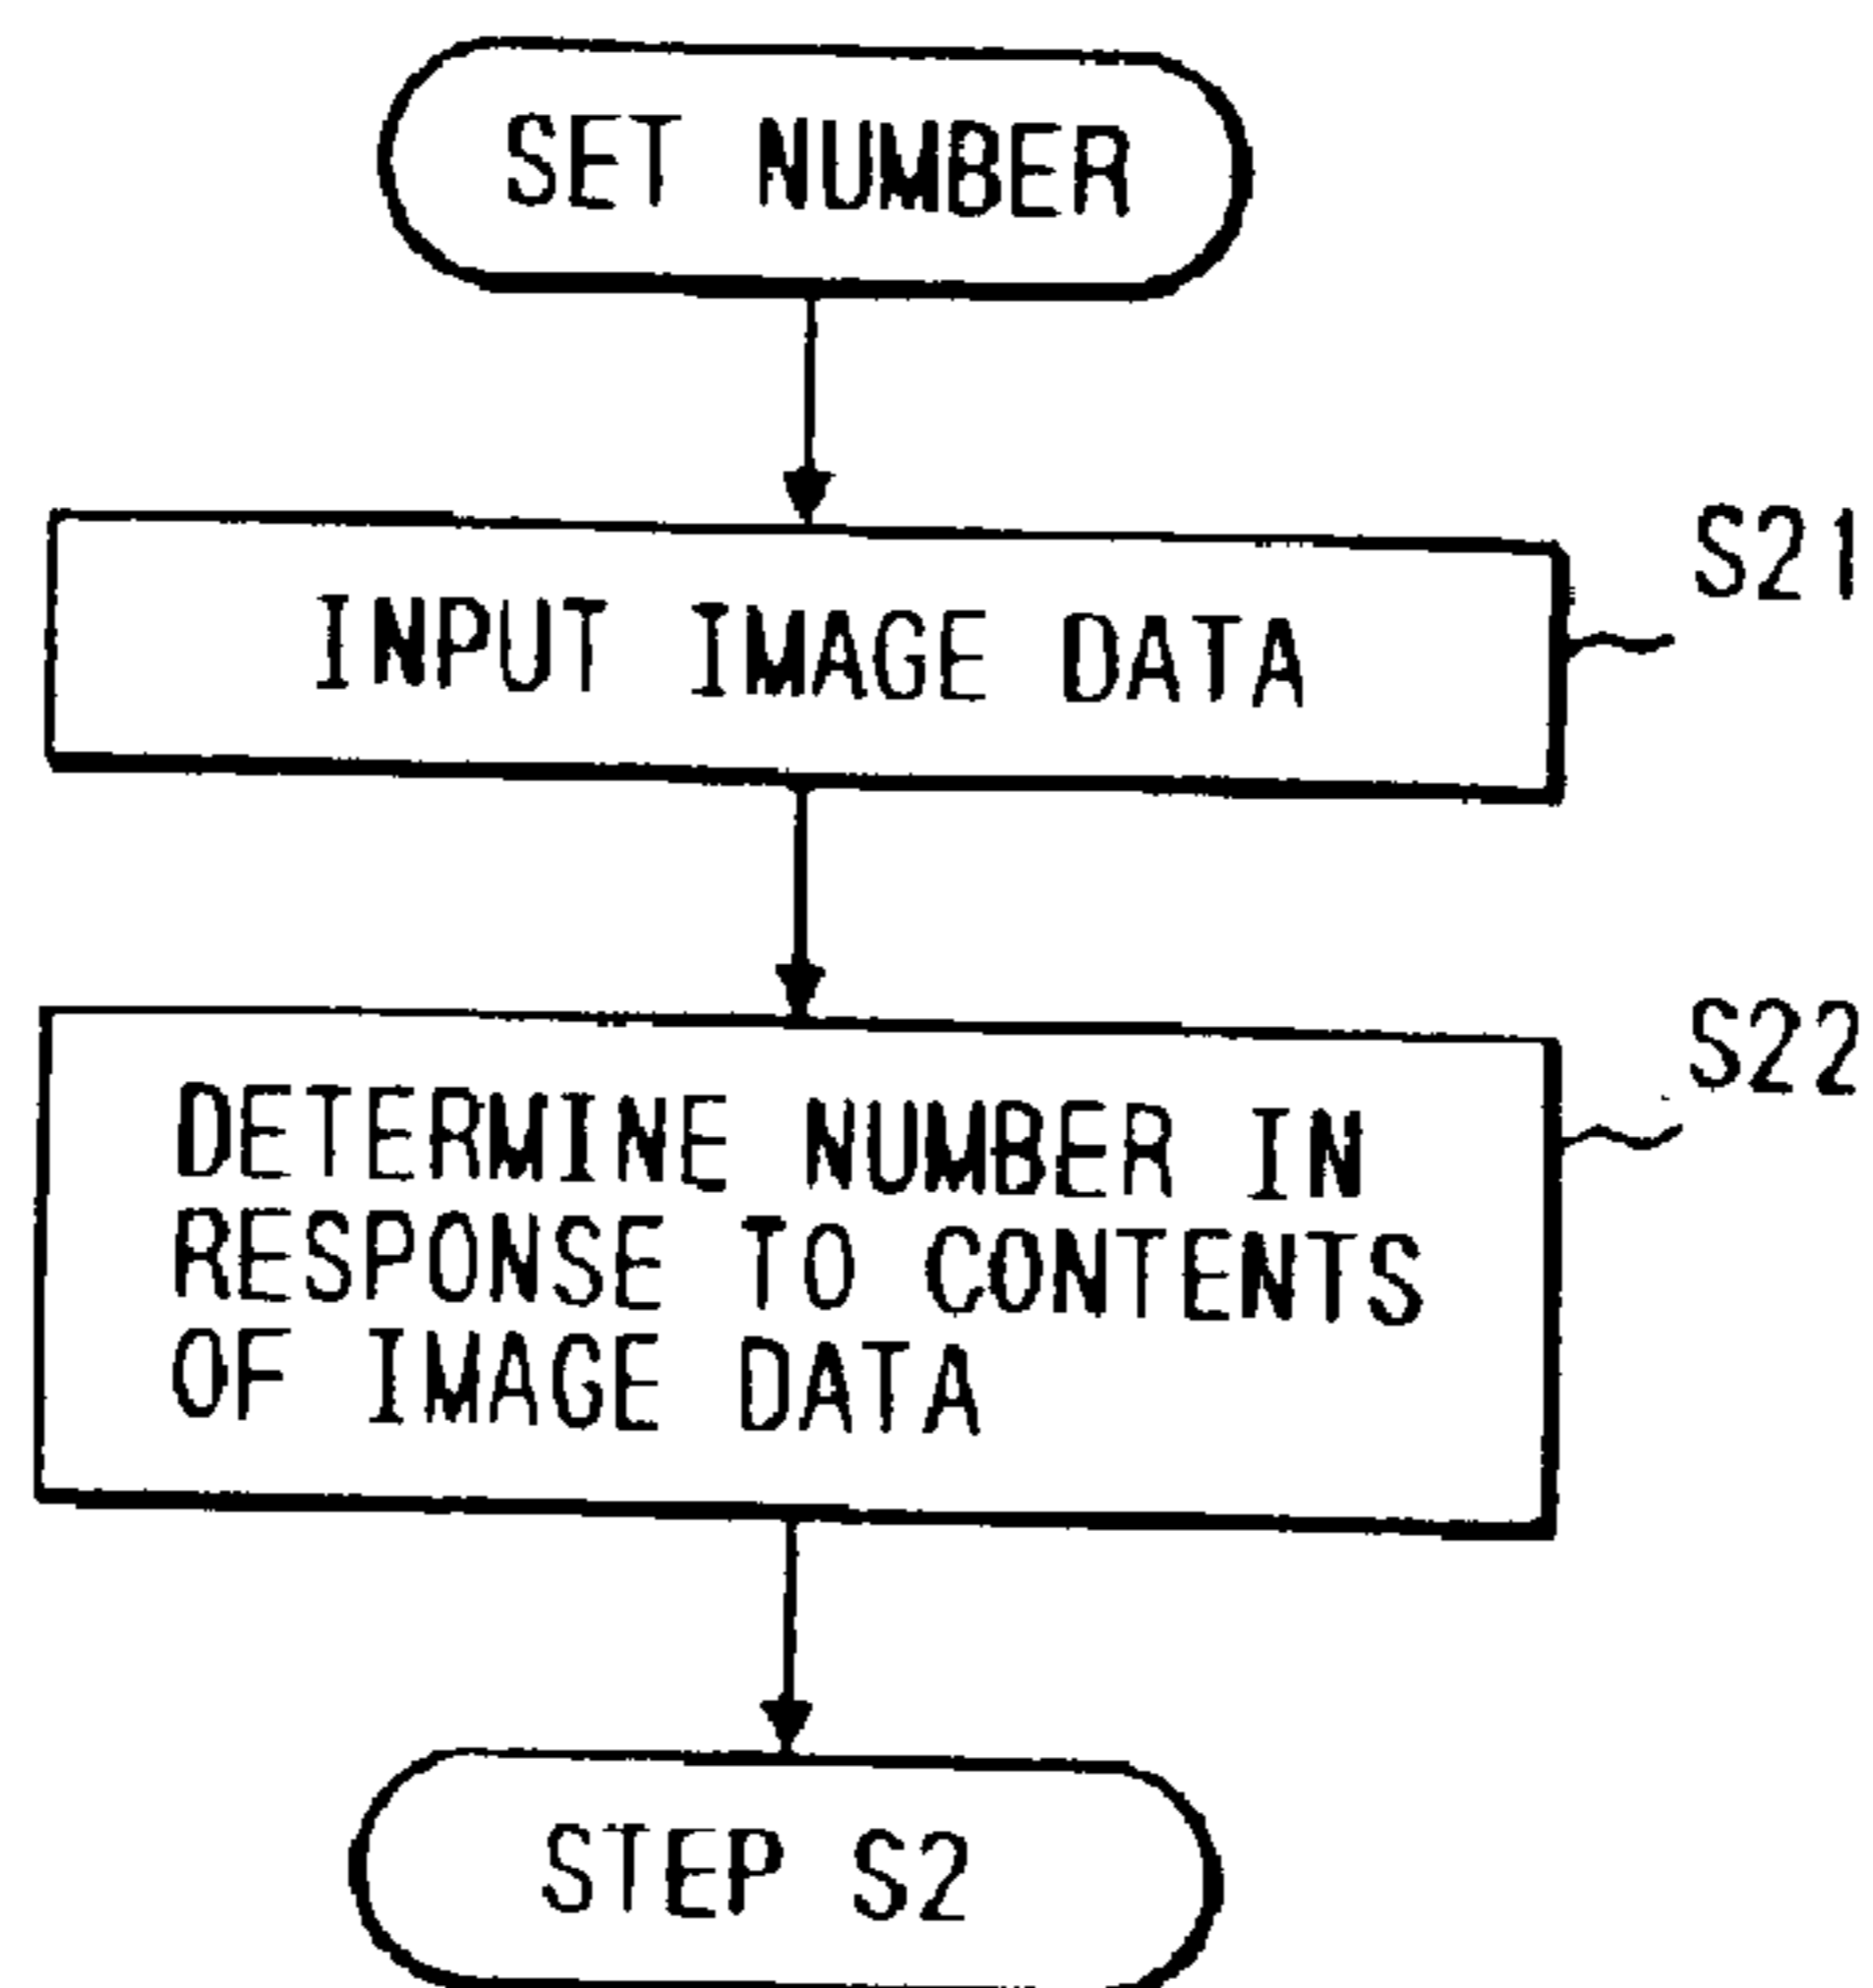 SET NUMBER
INPUT IMAGE DATA
S21
DETERMINE NUMBER IN
RESPONSE TO CONTENTS
OF IMAGE DATA
S22
STEP S2